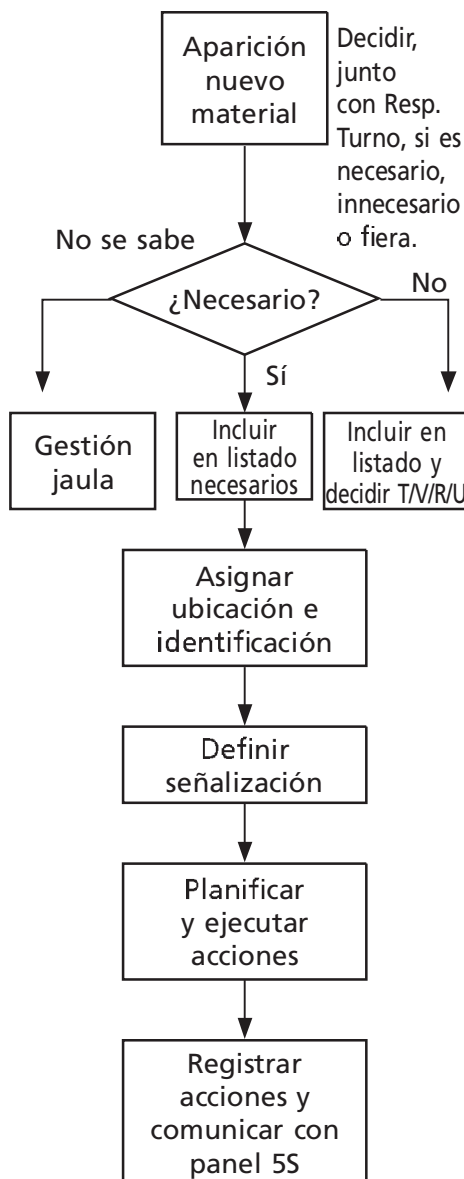 Aparición
nuevo
material
Decidir,
junto
con Resp.
Turno, si es
necesario,
innecesario
o fiera.
No se sabe
¿Necesario?
No
Sí
Gestión
jaula
Incluir
en listado
necesarios
Incluir en
listado y
decidir T/V/R/U
Asignar
ubicación e
identificación
Definir
señalización
Planificar
y ejecutar
acciones
Registrar
acciones y
comunicar con
panel 5S